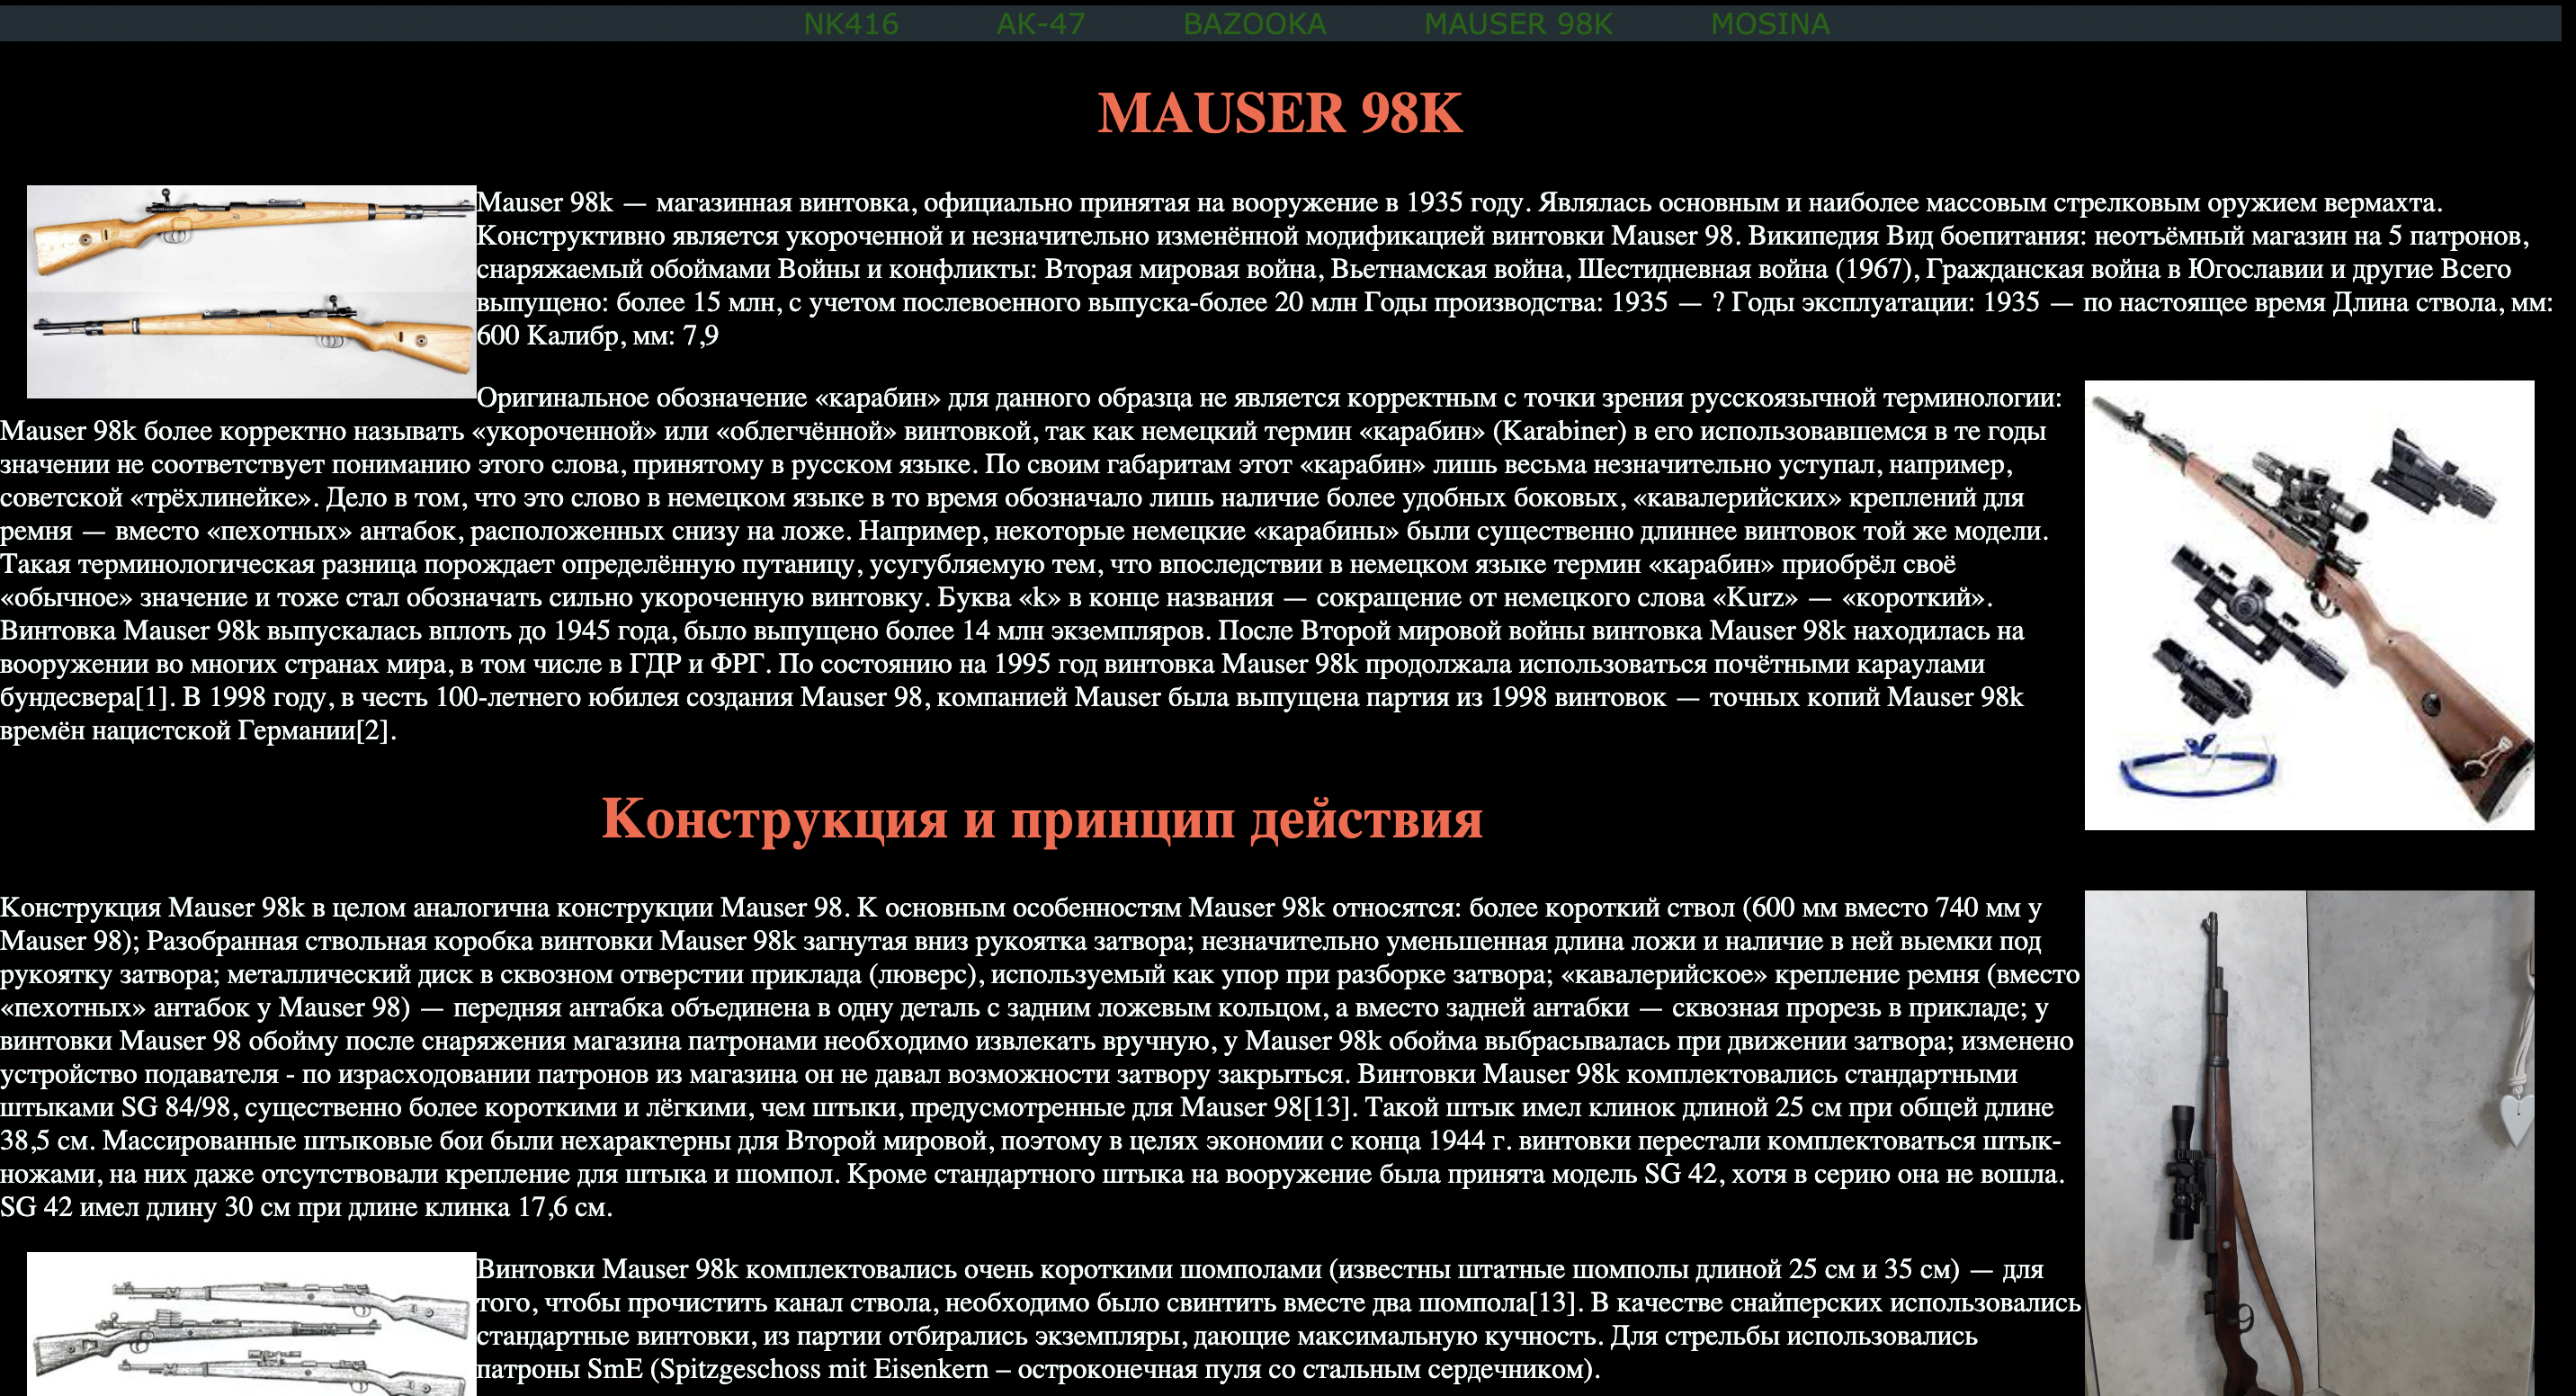 NK416 AK-47 BAZOOKA MAUSER 98K MOSINA
MAUSER 98K
Mauser 98k — магазинная винтовка, официально принятая на вооружение в 1935 году. Являлась основным и наиболее массовым стрелковым оружием вермахта.
Конструктивно является укороченной и незначительно изменённой модификацией винтовки Mauser 98. Википедия Вид боепитания: неотъёмный магазин на 5 патронов,
снаряжаемый обоймами Войны и конфликты: Вторая мировая война, Вьетнамская война, Шестидневная война (1967), Гражданская война в Югославии и другие Всего
выпущено: более 15 млн, с учетом послевоенного выпуска-более 20 млн Годы производства: 1935 — ? Годы эксплуатации: 1935 — по настоящее время Длина ствола, мм:
600 Калибр, мм: 7,9
Оригинальное обозначение «карабин» для данного образца не является корректным с точки зрения русскоязычной терминологии:
Mauser 98k более корректно называть «укороченной» или «облегчённой» винтовкой, так как немецкий термин «карабин» (Karabiner) в его использовавшемся в те годы
значении не соответствует пониманию этого слова, принятому в русском языке. По своим габаритам этот «карабин» лишь весьма незначительно уступал, например,
советской «трёхлинейке». Дело в том, что это слово в немецком языке в то время обозначало лишь наличие более удобных боковых, «кавалерийских» креплений для
ремня — вместо «пехотных» антабок, расположенных снизу на ложе. Например, некоторые немецкие «карабины» были существенно длиннее винтовок той же модели.
Такая терминологическая разница порождает определённую путаницу, усугубляемую тем, что впоследствии в немецком языке термин «карабин» приобрёл своё
«обычное» значение и тоже стал обозначать сильно укороченную винтовку. Буква «k» в конце названия — сокращение от немецкого слова «Kurz» — «короткий».
Винтовка Mauser 98k выпускалась вплоть до 1945 года, было выпущено более 14 млн экземпляров. После Второй мировой войны винтовка Mauser 98k находилась на
вооружении во многих странах мира, в том числе в ГДР и ФРГ. По состоянию на 1995 год винтовка Mauser 98k продолжала использоваться почётными караулами
бундесвера[1]. В 1998 году, в честь 100-летнего юбилея создания Mauser 98, компанией Mauser была выпущена партия из 1998 винтовок — точных копий Mauser 98k
времён нацистской Германии[2].
Конструкция и принцип действия
Конструкция Mauser 98k в целом аналогична конструкции Mauser 98. К основным особенностям Mauser 98k относятся: более короткий ствол (600 мм вместо 740 мм у
Mauser 98); Разобранная ствольная коробка винтовки Mauser 98k загнутая вниз рукоятка затвора; незначительно уменьшенная длина ложи и наличие в ней выемки под
рукоятку затвора; металлический диск в сквозном отверстии приклада (люверс), используемый как упор при разборке затвора; «кавалерийское» крепление ремня (вместо
«пехотных» антабок у Mauser 98) — передняя антабка объединена в одну деталь с задним ложевым кольцом, а вместо задней антабки — сквозная прорезь в прикладе; у
винтовки Mauser 98 обойму после снаряжения магазина патронами необходимо извлекать вручную, у Mauser 98k обойма выбрасывалась при движении затвора; изменено
устройство подавателя - по израсходовании патронов из магазина он не давал возможности затвору закрыться. Винтовки Mauser 98k комплектовались стандартными
штыками SG 84/98, существенно более короткими и лёгкими, чем штыки, предусмотренные для Mauser 98[13]. Такой штык имел клинок длиной 25 см при общей длине
38,5 см. Массированные штыковые бои были нехарактерны для Второй мировой, поэтому в целях экономии с конца 1944 г. винтовки перестали комплектоваться штык-
ножами, на них даже отсутствовали крепление для штыка и шомпол. Кроме стандартного штыка на вооружение была принята модель SG 42, хотя в серию она не вошла.
SG 42 имел длину 30 см при длине клинка 17,6 см.
Винтовки Mauser 98k комплектовались очень короткими шомполами (известны штатные шомполы длиной 25 см и 35 см) — для
того, чтобы прочистить канал ствола, необходимо было свинтить вместе два шомпола[13]. В качестве снайперских использовались
стандартные винтовки, из партии отбирались экземпляры, дающие максимальную кучность. Для стрельбы использовались
патроны SmE (Spitzgeschoss mit Eisenkern – остроконечная пуля со стальным сердечником).